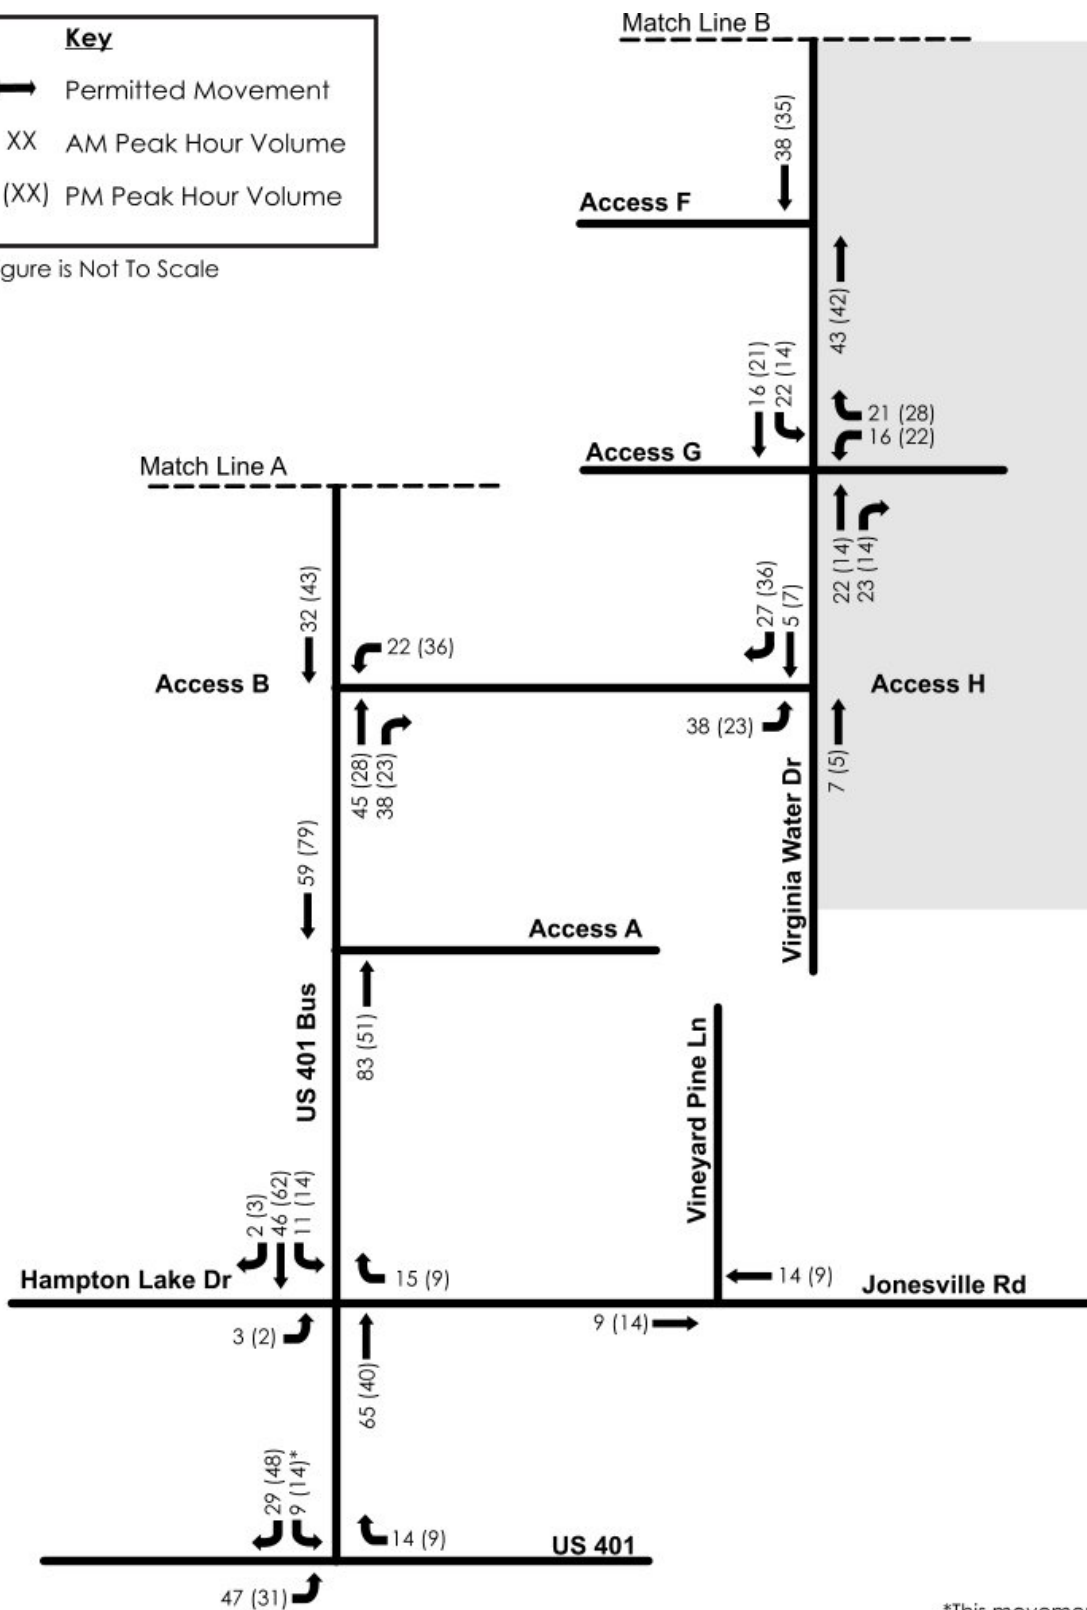 Key
Permitted Movement
XX AM Peak Hour Volume
(XX) PM Peak Hour Volume
gure is Not To Scale
Match Line B
38 (35)
Access F
43 (42)
16 (21)
22 (14)
21 (28)
16 (22)
Access G
Match Line A
22 (14)
23 (14)
32 (43)
27 (36)
5 (7)
22 (36)
Access B
Access H
38 (23)
7 (5)
45 (28)
38 (23)
Virginia Water Dr
59 (79)
Access A
US 401 Bus
83 (51)
Vineyard Pine Ln
2 (3)
46 (62)
11 (14)
Hampton Lake Dr
15 (9)
14 (9)
Jonesville Rd
3 (2)
9 (14)
65 (40)
29 (48)
9 (14)*
14 (9)
US 401
47 (31)
*This movemen